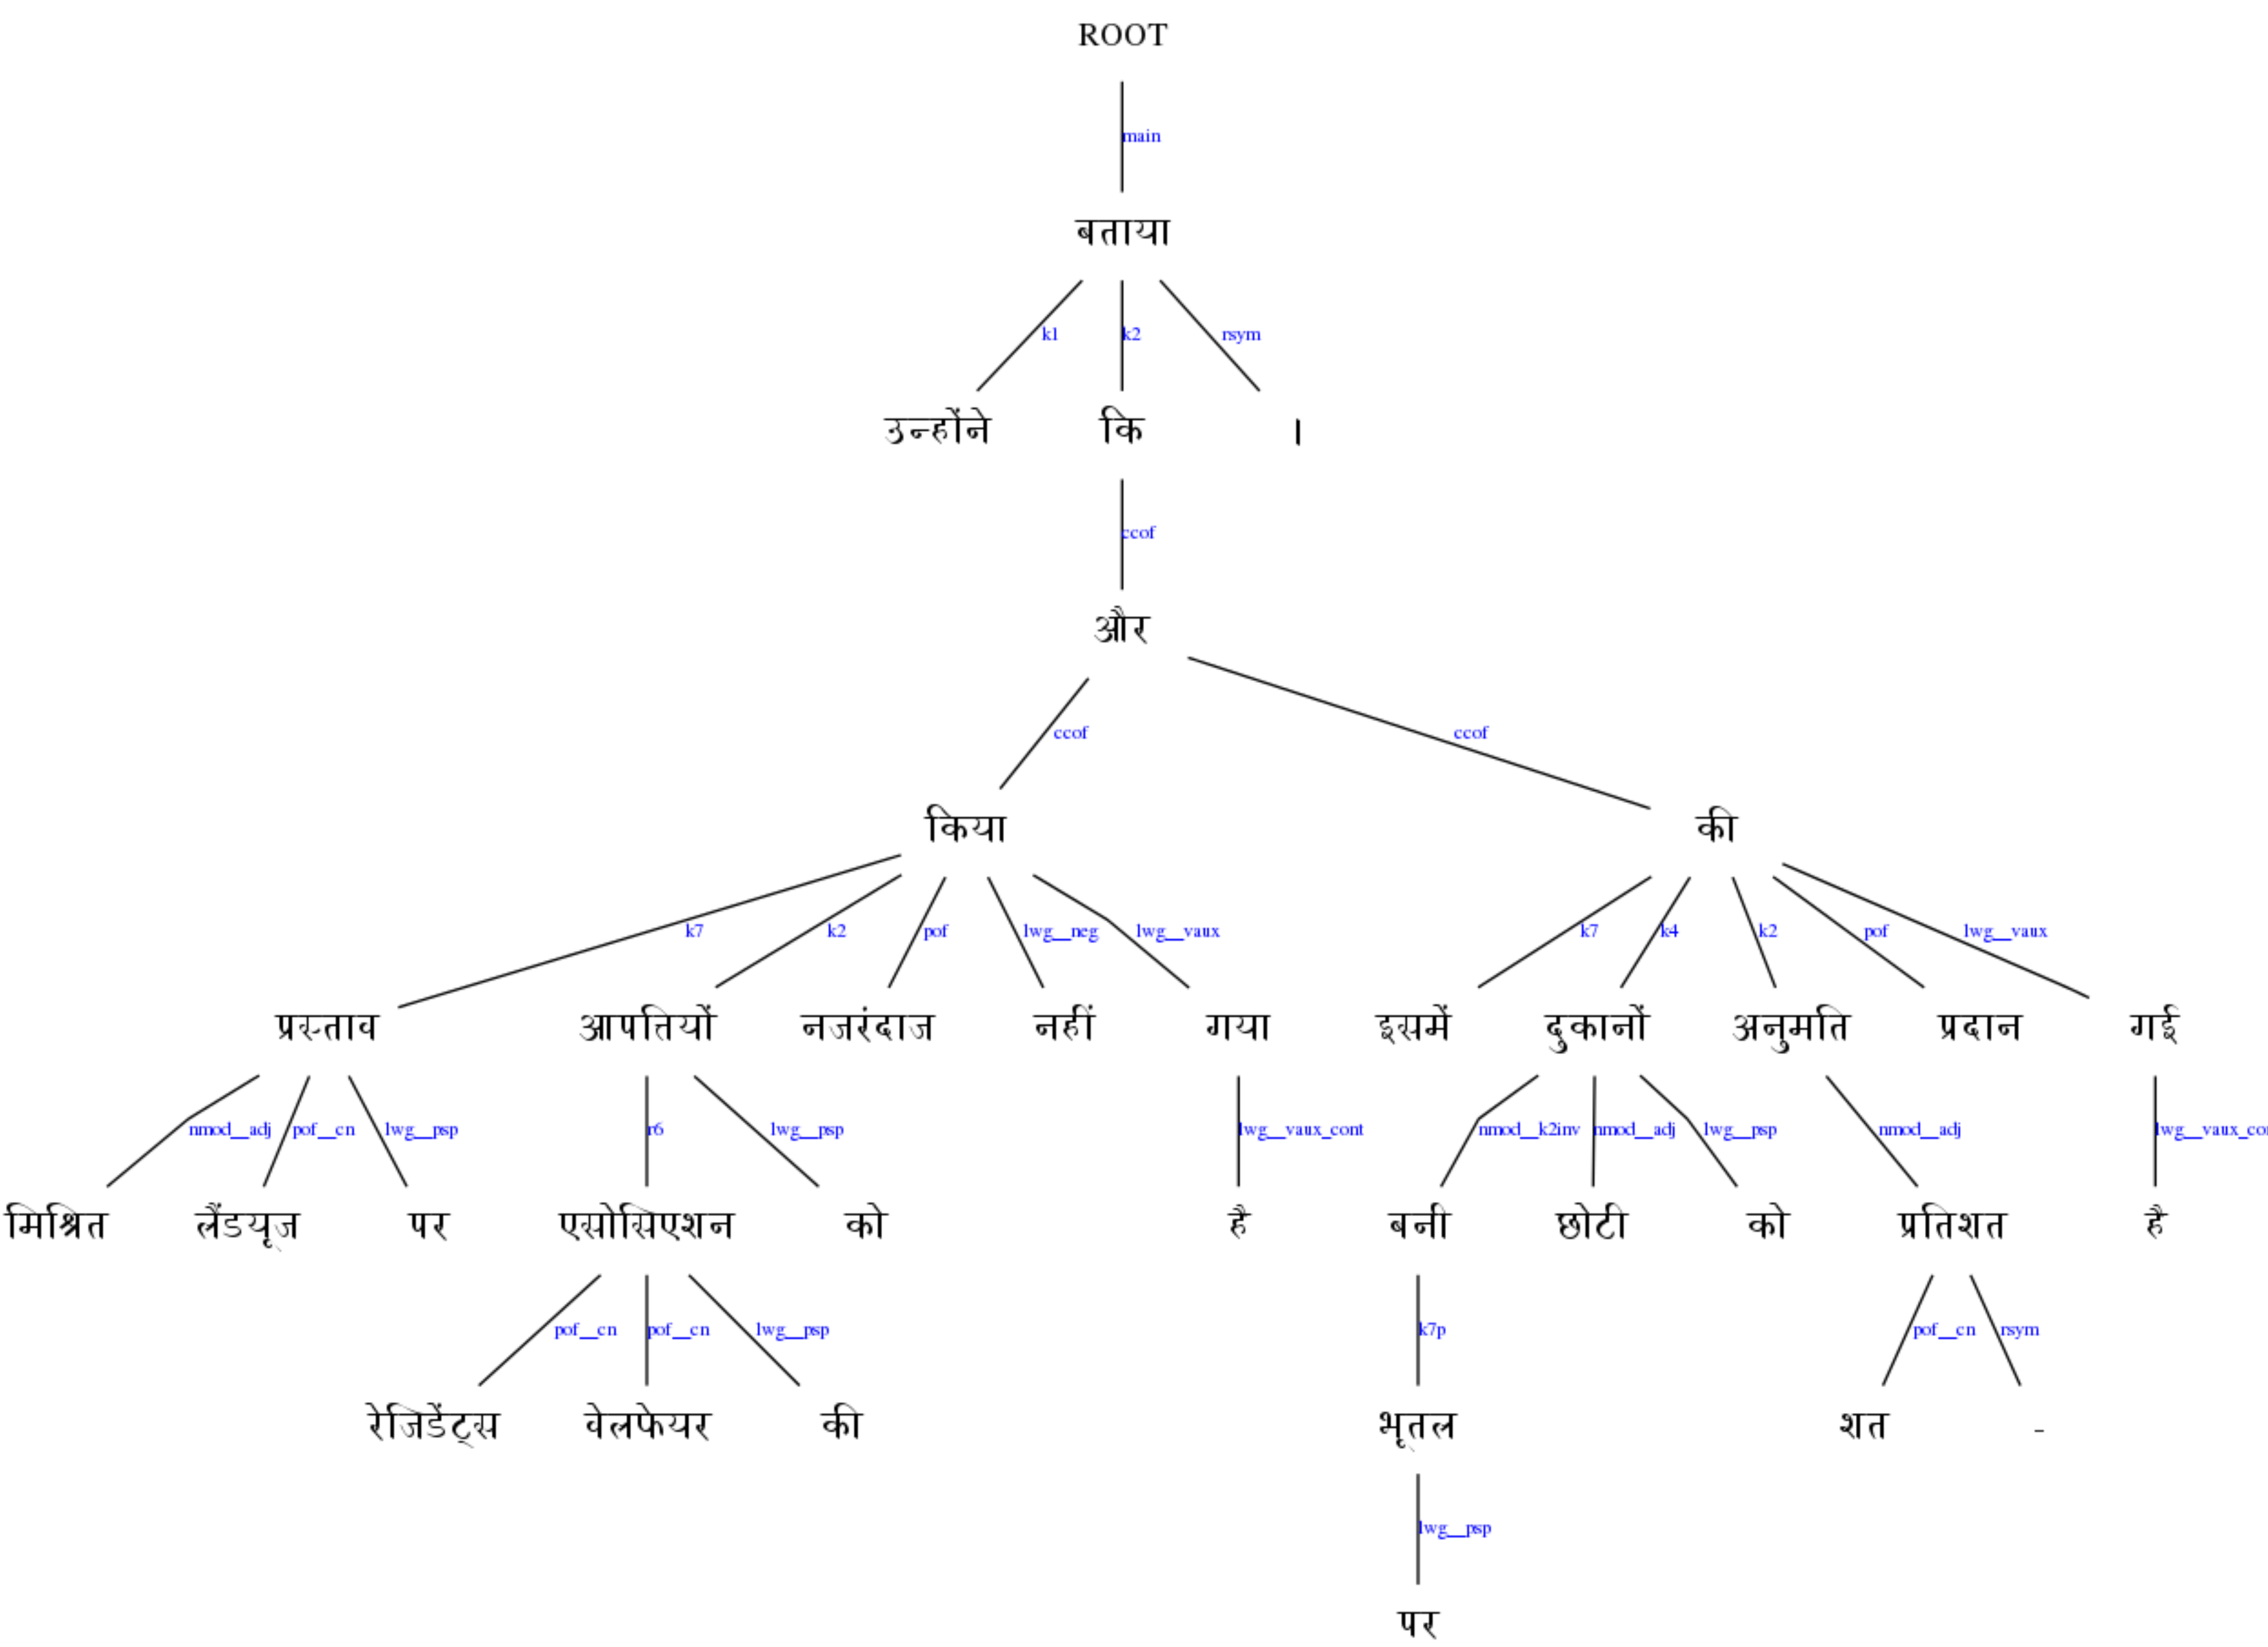 ROOT
main
बताया
k1 k2 rsym
उन्होंने कि ।
ccof
और
ccof ccof
किया की
k7 k2 pof lwg__neg lwg__vaux k7 k4 k2 pof lwg__vaux
प्रस्ताव आपत्तियों नजरंदाज नहीं गया इसमें दुकानों अनुमति प्रदान गई
nmod__adj pof__cn lwg__psp r6 lwg__psp lwg__vaux_cont nmod__k2inv nmod__adj lwg__psp nmod__adj lwg__vaux_co
मिश्रित लैंडयूज पर एसोसिएशन को है बनी छोटी को प्रतिशत है
pof__cn pof__cn lwg__psp k7p pof__cn rsym
रेजिडेंट्स वेलफेयर की भूतल शत -
lwg__psp
पर